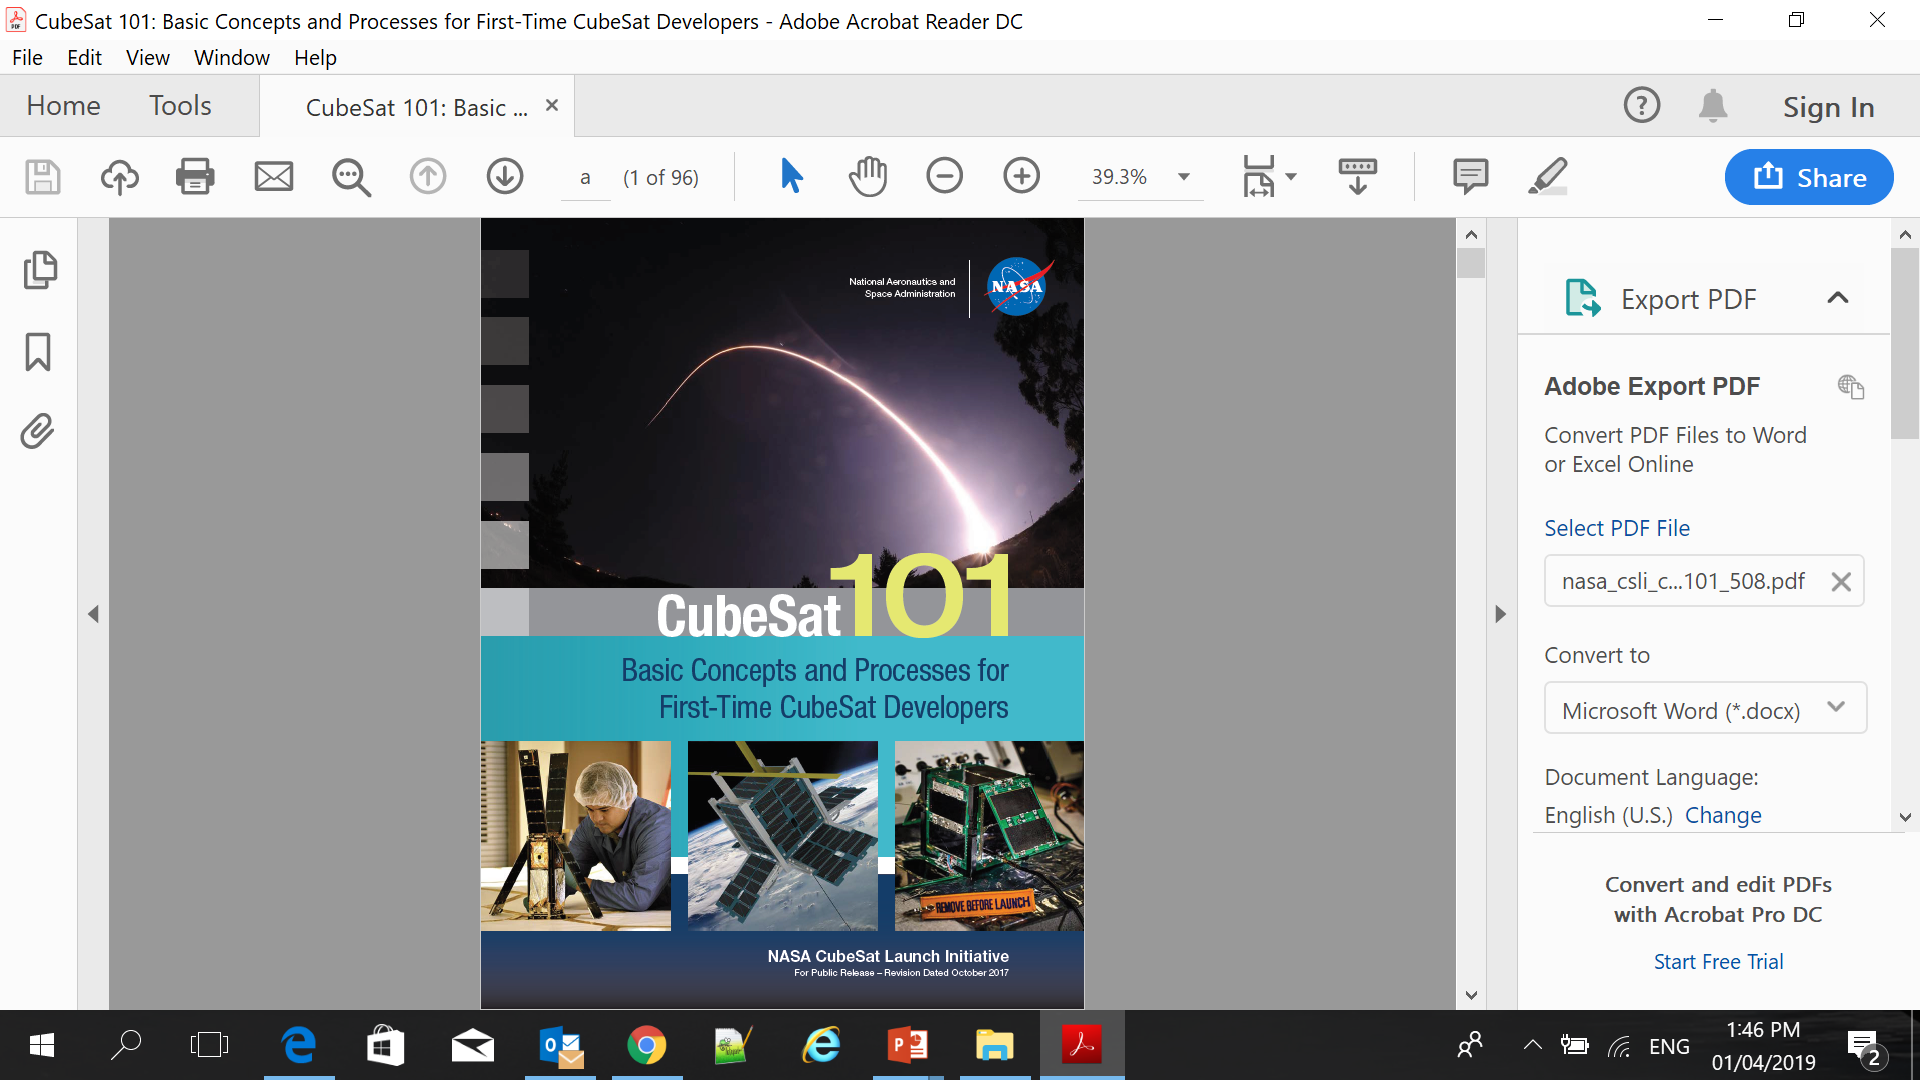 CubeSat 101: Basic Concepts and Processes for First-Time CubeSat Developers - Adobe Acrobat Reader DC
File Edit View Window Help
Home Tools CubeSat 101: Basic ... Sign In
a (1 of 96) 39.3% Share
National Aeronautics and
Space Administration
NASA
CubeSat 101
Basic Concepts and Processes for
First-Time CubeSat Developers
REMOVE BEFORE LAUNCH
NASA CubeSat Launch Initiative
For Public Release – Revision Dated October 2017
Export PDF
Adobe Export PDF
Convert PDF Files to Word
or Excel Online
Select PDF File
nasa_csli_c...101_508.pdf
Convert to
Microsoft Word (*.docx)
Document Language:
English (U.S.) Change
Convert and edit PDFs
with Acrobat Pro DC
Start Free Trial
ENG
1:46 PM
01/04/2019
2